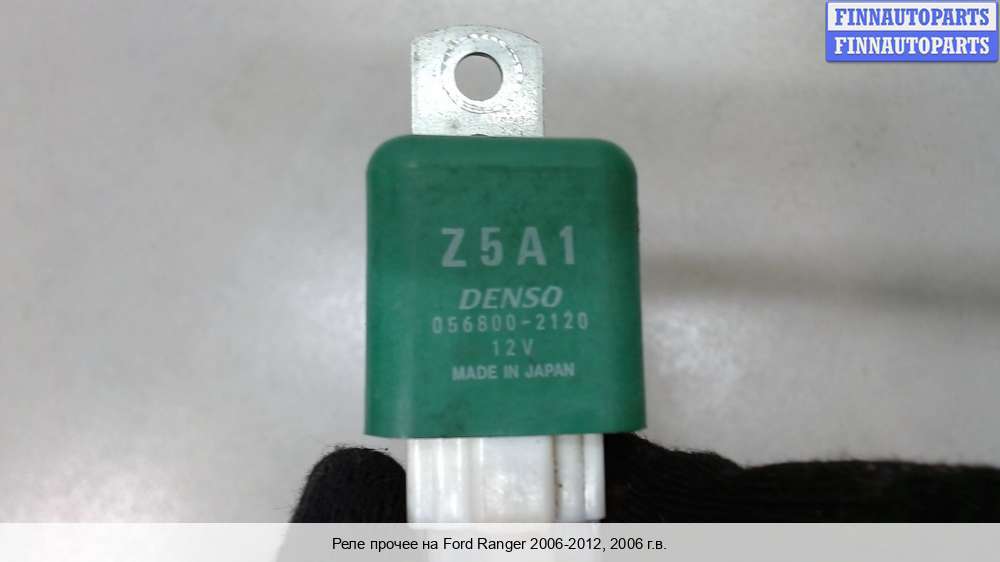 FINNAUTOPARTS
FINNAUTOPARTS
Z5A1
DENSO
056800-2120
12V
MADE IN JAPAN
Реле прочее на Ford Ranger 2006-2012, 2006 г.в.